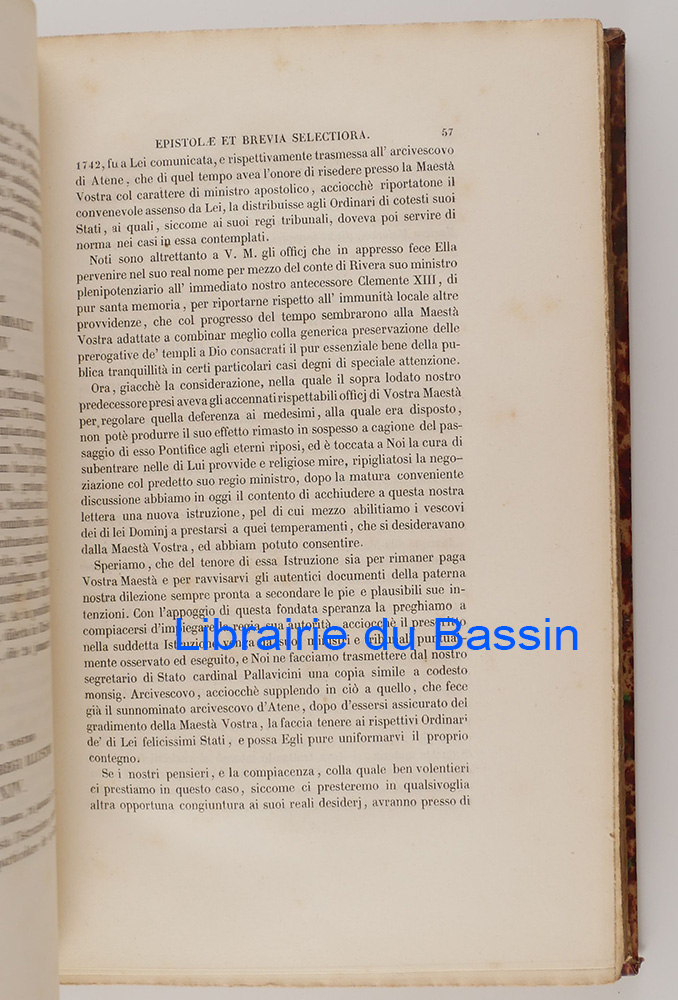 EPISTOLÆ ET BREVIA SELECTIORA. 57
1742, fu a Lei comunicata, e rispettivamente trasmessa all' arcivescovo
di Atene, che di quel tempo avea l'onore di risedere presso la Maestà
Vostra col carattere di ministro apostolico, acciocchè riportatone il
convenevole assenso da Lei, la distribuisse agli Ordinari di cotesti suoi
Stati, ai quali, siccome ai suoi regi tribunali, doveva poi servire di
norma nei casi in essa contemplati.
Noti sono altrettanto a V. M. gli officj che in appresso fece Ella
pervenire nel suo real nome per mezzo del conte di Rivera suo ministro
plenipotenziario all' immediato nostro antecessore Clemente XIII, di
pur santa memoria, per riportarne rispetto all' immunità locale altre
provvidenze, che col progresso del tempo sembrarono alla Maestà
Vostra adattate a combinar meglio colla generica preservazione delle
prerogative de' templi a Dio consacrati il pur essenziale bene della pu-
blica tranquillità in certi particolari casi degni di speciale attenzione.
Ora, giacchè la considerazione, nella quale il sopra lodato nostro
predecessore presi aveva gli accennati rispettabili officj di Vostra Maestà
per regolare quella deferenza ai medesimi, alla quale era disposto,
non potè produrre il suo effetto rimasto in sospesso a cagione del pas-
saggio di esso Pontifice agli eterni riposi, ed è toccata a Noi la cura di
subentrare nelle di Lui provvide e religiose mire, ripigliatosi la nego-
ziazione col predetto suo regio ministro, dopo la matura conveniente
discussione abbiamo in oggi il contento di acchiudere a questa nostra
lettera una nuova istruzione, pel di cui mezzo abilitiamo i vescovi
dei di lei Dominj a prestarsi a quei temperamenti, che si desideravano
dalla Maestà Vostra, ed abbiam potuto consentire.
Speriamo, che del tenore di essa Istruzione sia per rimaner paga
Vostra Maestà e per ravvisarvi gli autentici documenti della paterna
nostra dilezione sempre pronta a secondare le pie e plausibili sue in-
tenzioni. Con l'appoggio di questa fondata speranza la preghiamo a
compiacersi d'impiegare la regia sua autorità, acciocchè il
nella suddetta Istruzione venga
Librairie du Bassin
mente osservato ed eseguito, e Noi ne facciamo trasmettere dal nostro
segretario di Stato cardinal Pallavicini una copia simile a codesto
monsig. Arcivescovo, acciocchè supplendo in ciò a quello, che fece
già il sunnominato arcivescovo d'Atene, dopo d'essersi assicurato del
gradimento della Maestà Vostra, la faccia tenere ai rispettivi Ordinari
de' di Lei felicissimi Stati, e possa Egli pure uniformarvi il proprio
contegno.
Se i nostri pensieri, e la compiacenza, colla quale ben volentieri
ci prestiamo in questo caso, siccome ci presteremo in qualsivoglia
altra opportuna congiuntura ai suoi reali desiderj, avranno presso di